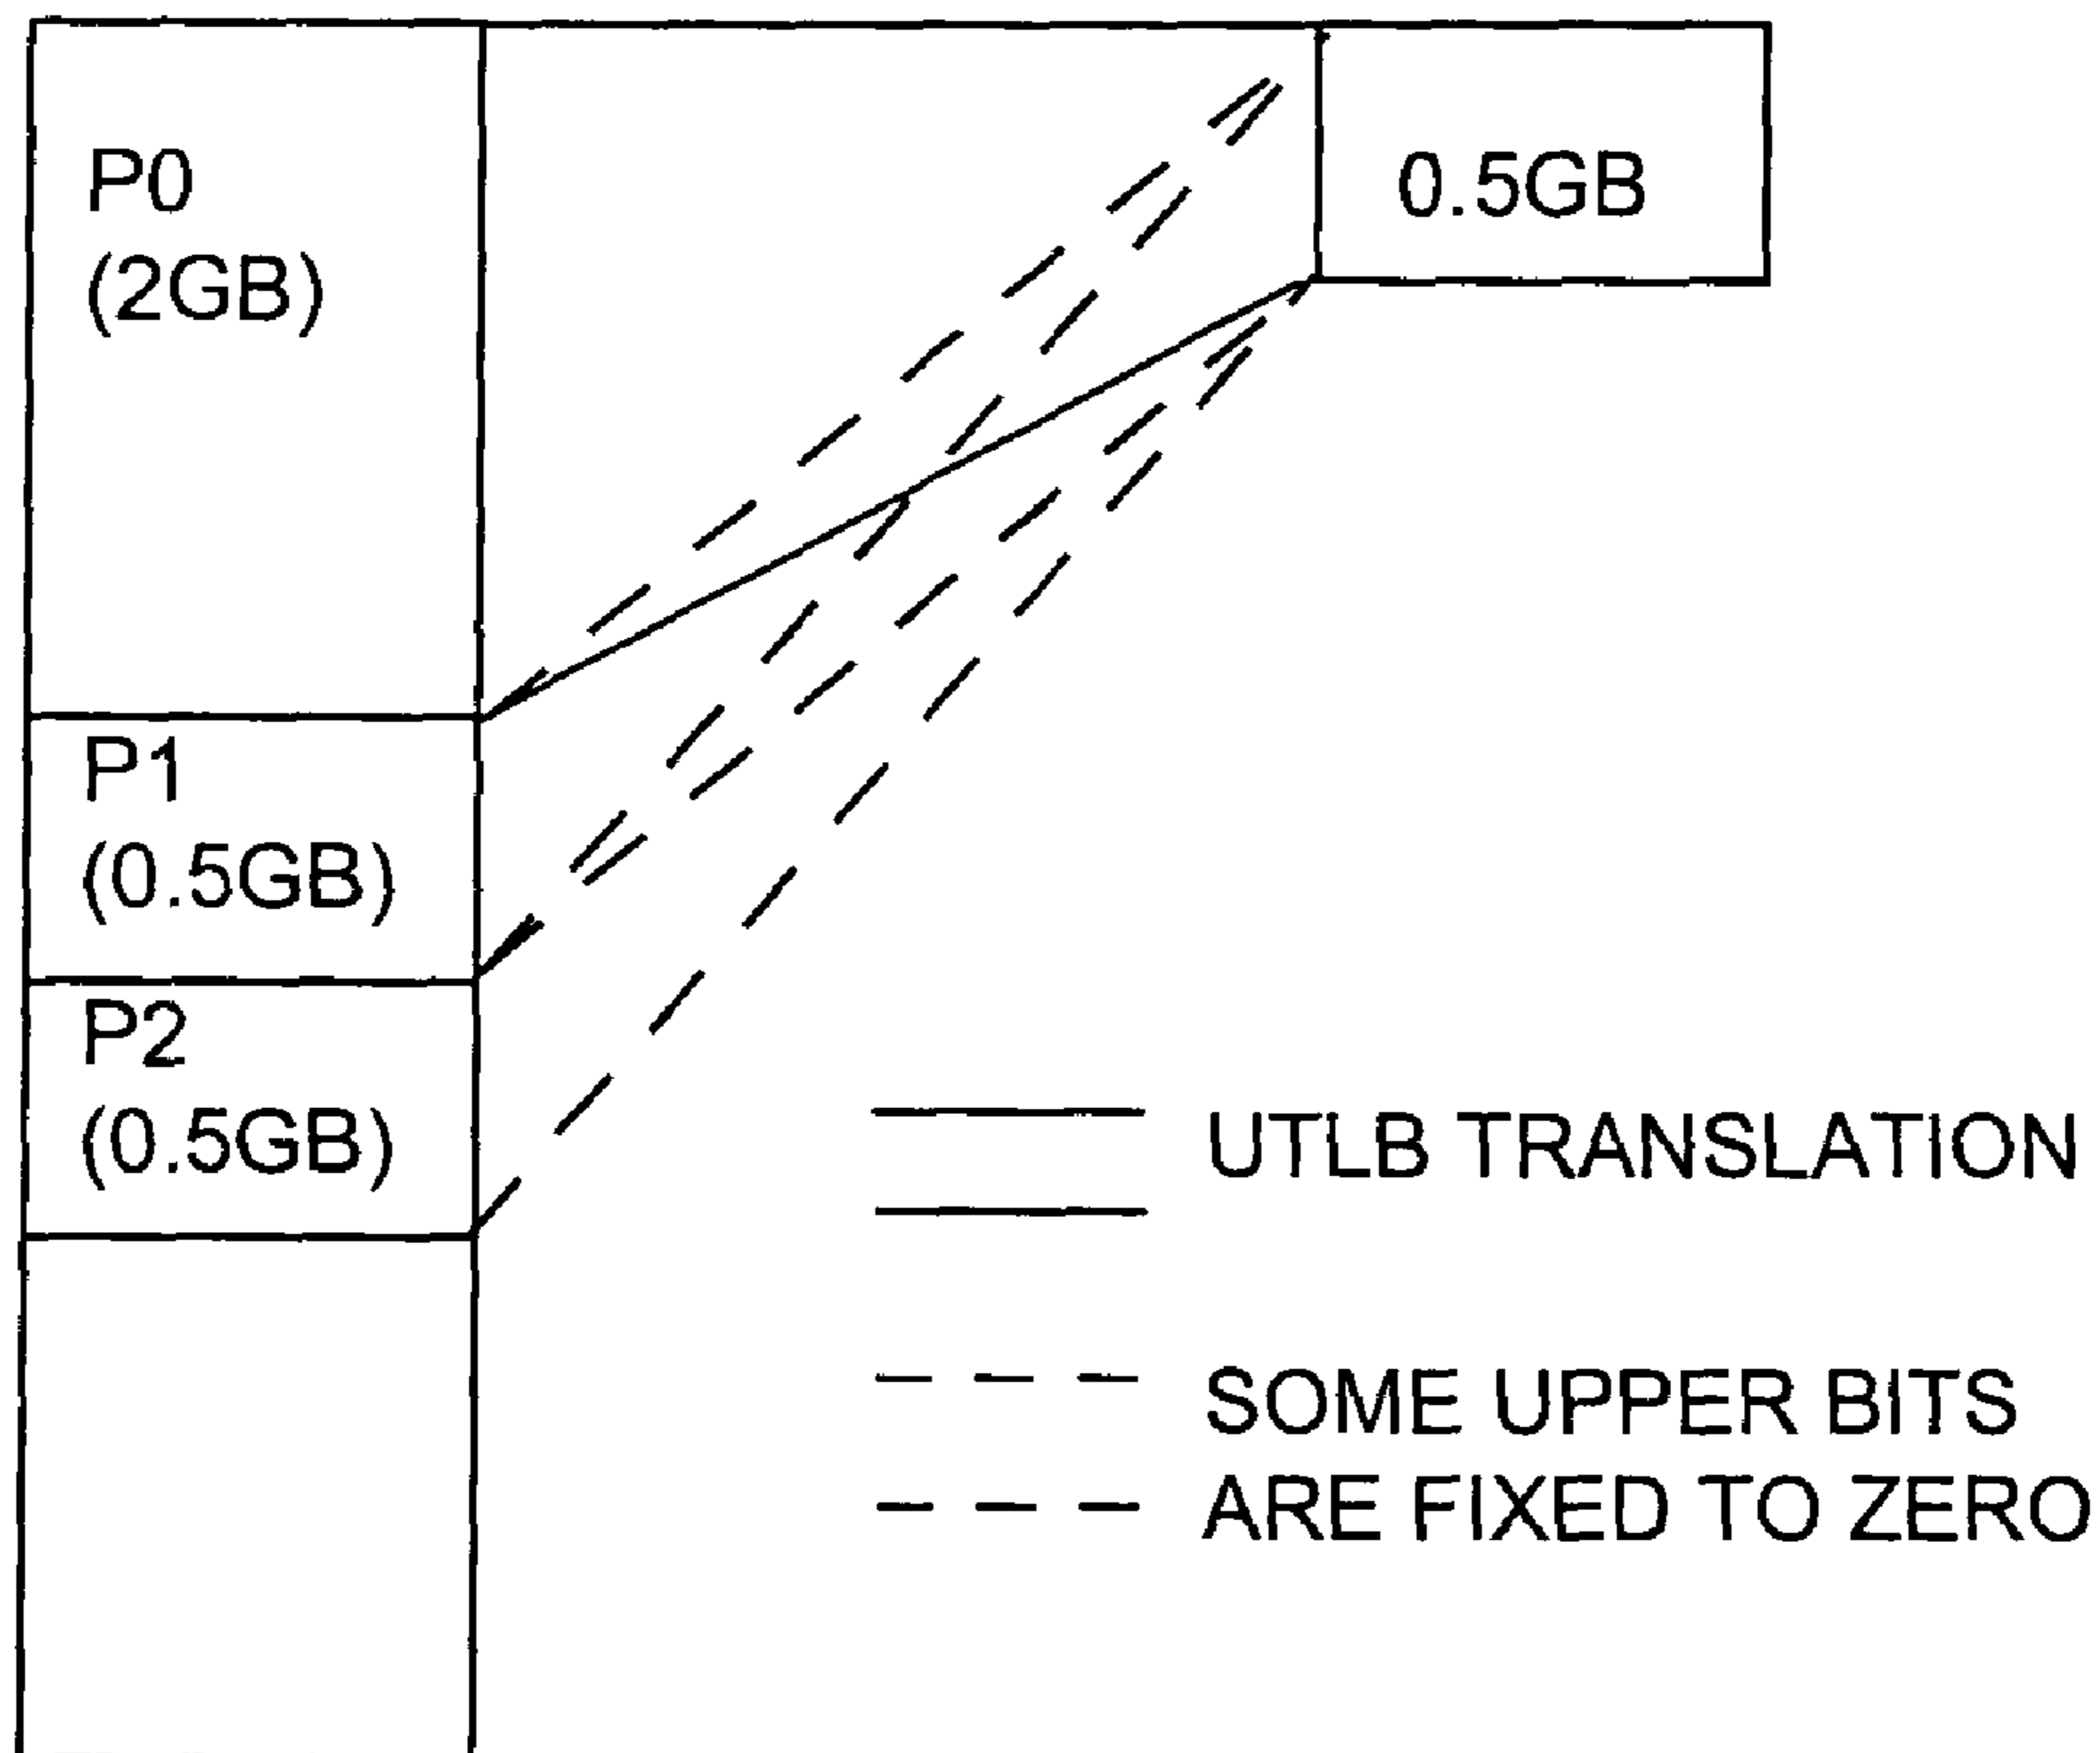 P0
(2GB)
0.5GB
P1
(0.5GB)
P2
(0.5GB)
UTLB TRANSLATION
SOME UPPER BITS
ARE FIXED TO ZERO